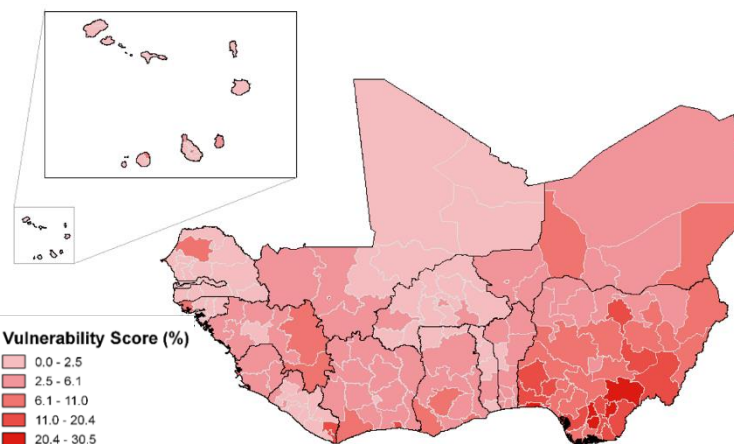 Vulnerability Score (%)
0.0 - 2.5
2.5 - 6.1
6.1 - 11.0
11.0 - 20.4
20.4 - 30.5